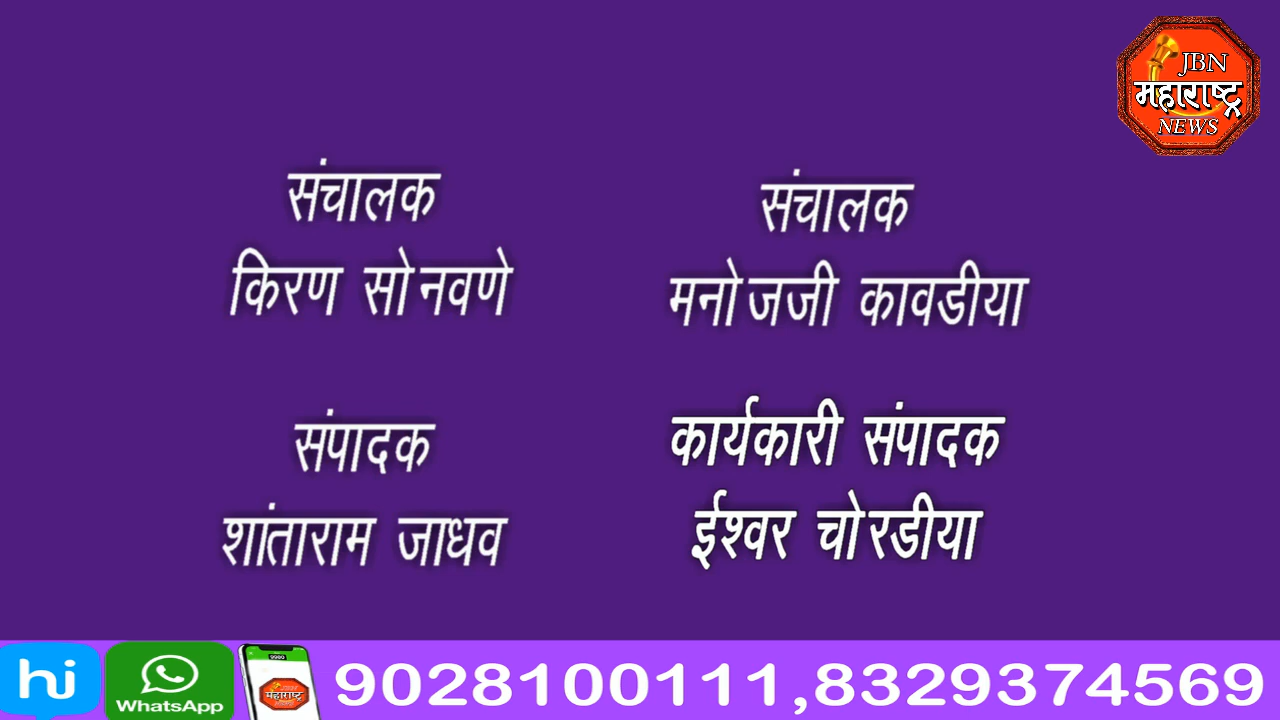 JBN
महाराष्ट्र
NEWS
संचालक
किरण सोनवणे
संचालक
मनोजजी कावडीया
संपादक
शांताराम जाधव
कार्यकारी संपादक
ईश्वर चोरडीया
hi
WhatsApp
महाराष्ट्र
9028100111,8329374569